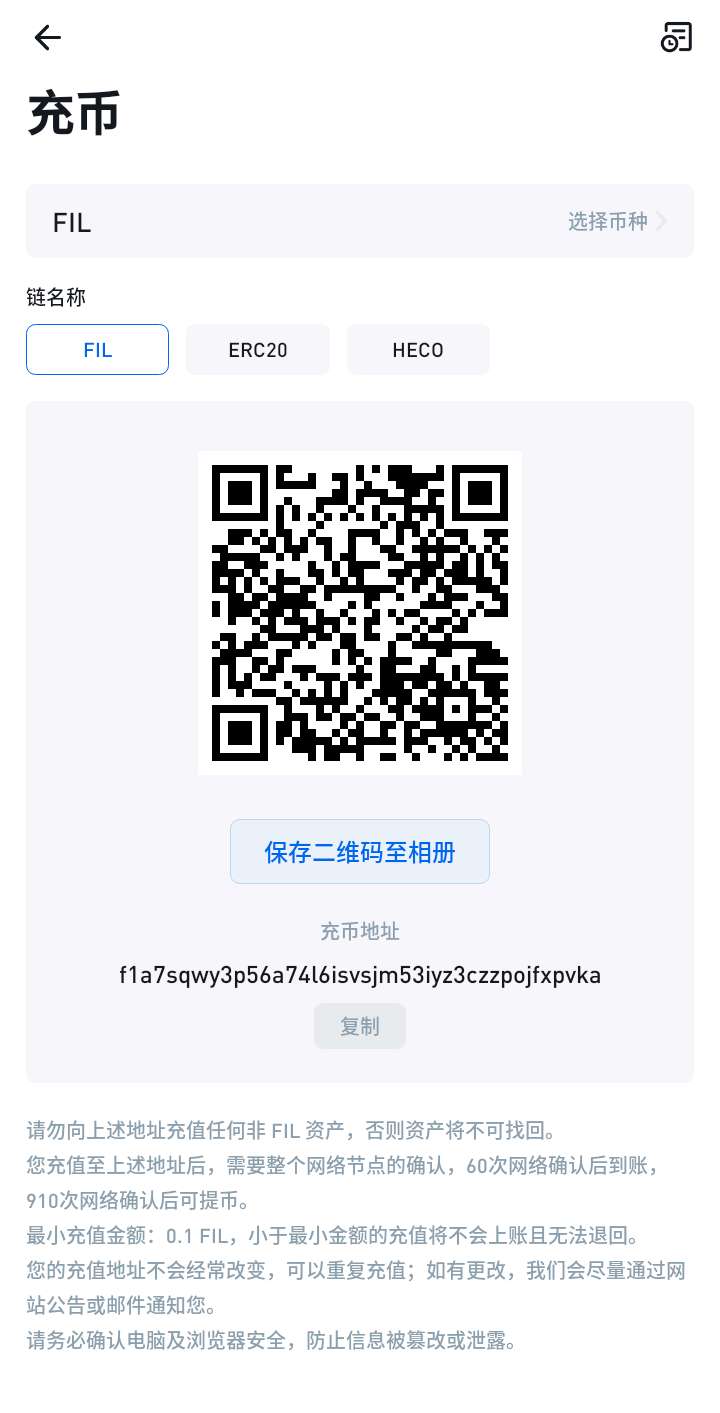 充币
FIL
选择币种
链名称
FIL
ERC20
HECO
保存二维码至相册
充币地址
f1a7sqwy3p56a74l6isvsjm53iyz3czzpojfxpvka
复制
请勿向上述地址充值任何非 FIL 资产，否则资产将不可找回。
您充值至上述地址后，需要整个网络节点的确认，60次网络确认后到账，
910次网络确认后可提币。
最小充值金额：0.1 FIL，小于最小金额的充值将不会上账且无法退回。
您的充值地址不会经常改变，可以重复充值；如有更改，我们会尽量通过网
站公告或邮件通知您。
请务必确认电脑及浏览器安全，防止信息被篡改或泄露。